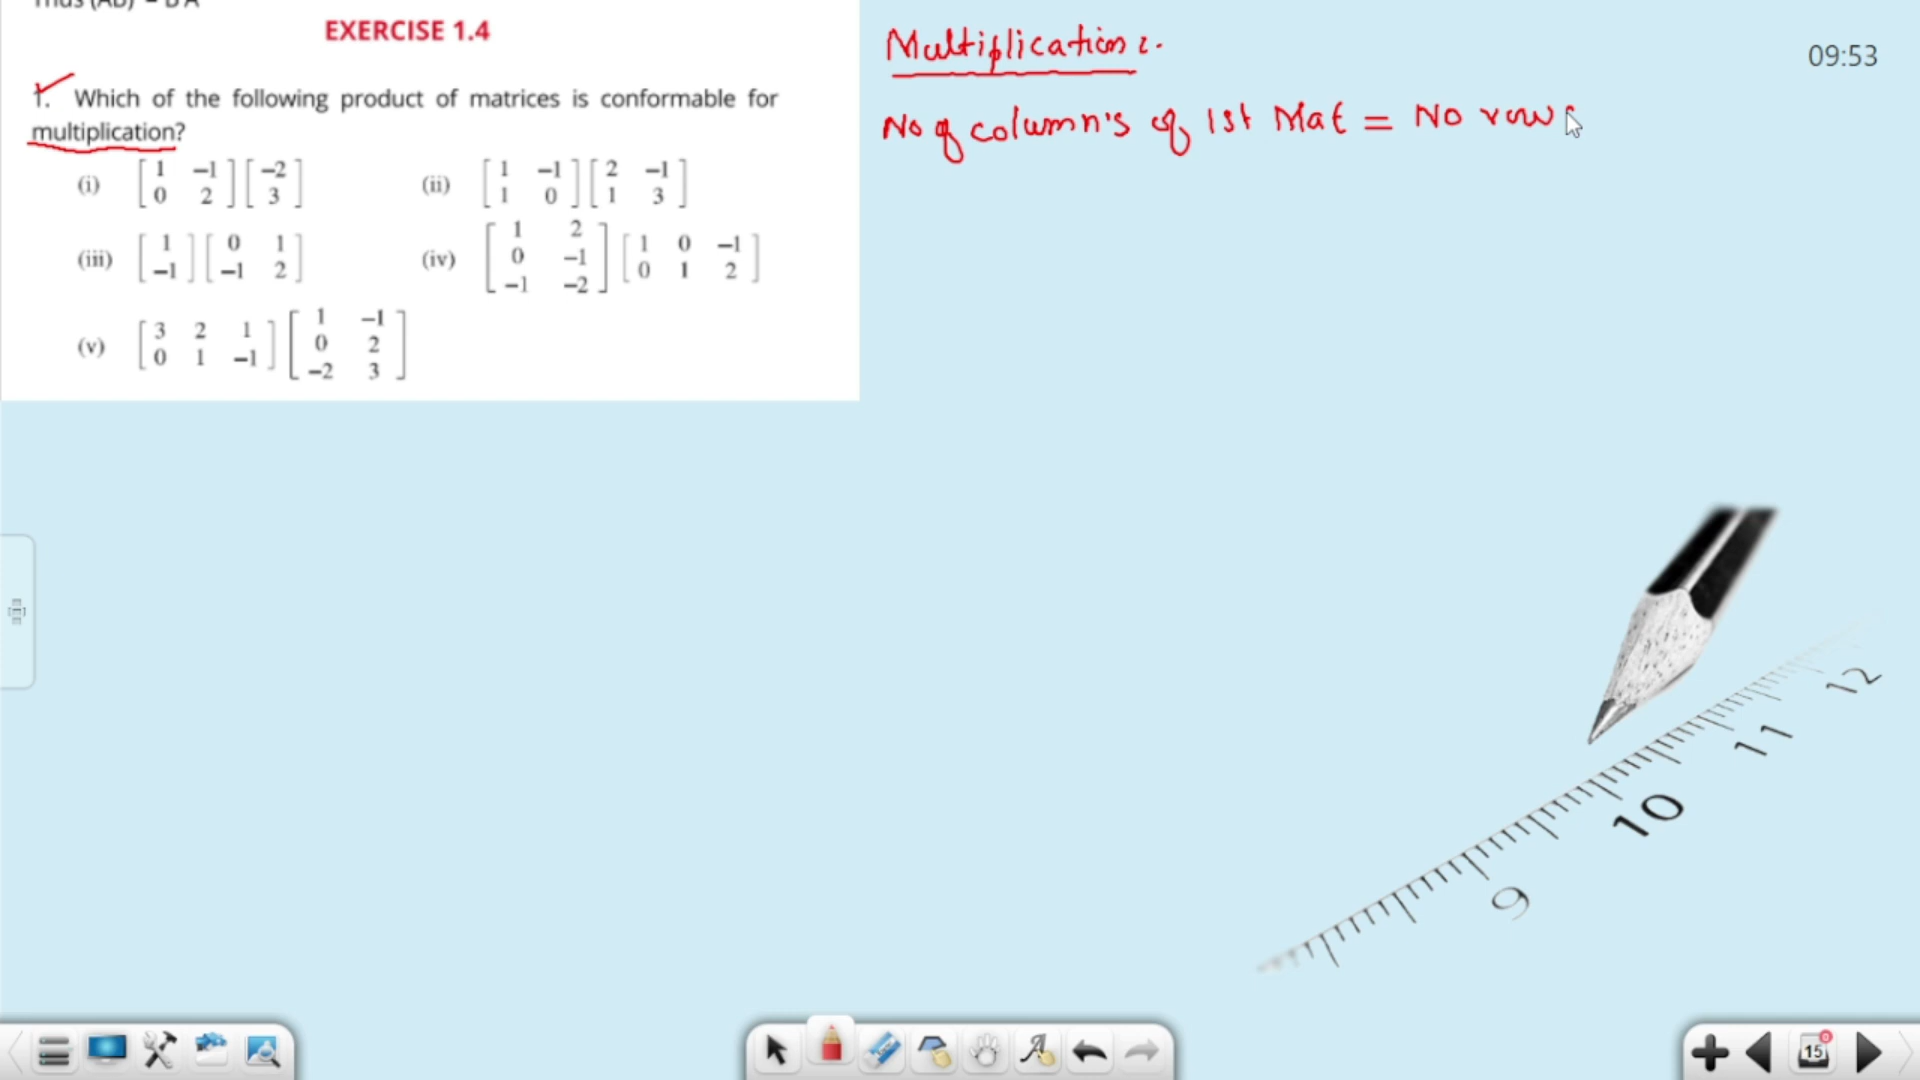 Thus (AB)  = B A
EXERCISE 1.4
1. Which of the following product of matrices is conformable for
multiplication?
(i) [1 −1; 0 2] [−2; 3] (ii) [1 −1; 1 0] [2 −1; 1 3]
(iii) [1; −1] [0 1; −1 2] (iv) [1 2; 0 −1; −1 −2] [1 0 −1; 0 1 2]
(v) [3 2 1; 0 1 −1] [1 −1; 0 2; −2 3]
Multiplication :-
No of column's of 1st Mat = No rows
09:53
9 10 11 12
15
0